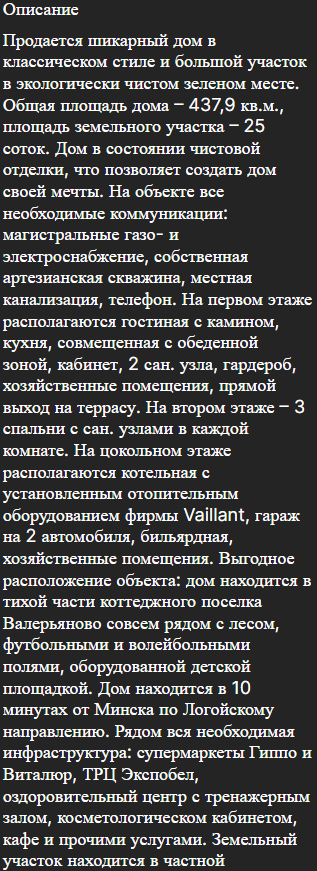 Описание
Продается шикарный дом в
классическом стиле и большой участок
в экологически чистом зеленом месте.
Общая площадь дома – 437,9 кв.м.,
площадь земельного участка – 25
соток. Дом в состоянии чистовой
отделки, что позволяет создать дом
своей мечты. На объекте все
необходимые коммуникации:
магистральные газо- и
электроснабжение, собственная
артезианская скважина, местная
канализация, телефон. На первом этаже
располагаются гостиная с камином,
кухня, совмещенная с обеденной
зоной, кабинет, 2 сан. узла, гардероб,
хозяйственные помещения, прямой
выход на террасу. На втором этаже – 3
спальни с сан. узлами в каждой
комнате. На цокольном этаже
располагаются котельная с
установленным отопительным
оборудованием фирмы Vaillant, гараж
на 2 автомобиля, бильярдная,
хозяйственные помещения. Выгодное
расположение объекта: дом находится в
тихой части коттеджного поселка
Валерьяново совсем рядом с лесом,
футбольными и волейбольными
полями, оборудованной детской
площадкой. Дом находится в 10
минутах от Минска по Логойскому
направлению. Рядом вся необходимая
инфраструктура: супермаркеты Гиппо и
Виталюр, ТРЦ Экспобел,
оздоровительный центр с тренажерным
залом, косметологическом кабинетом,
кафе и прочими услугами. Земельный
участок находится в частной